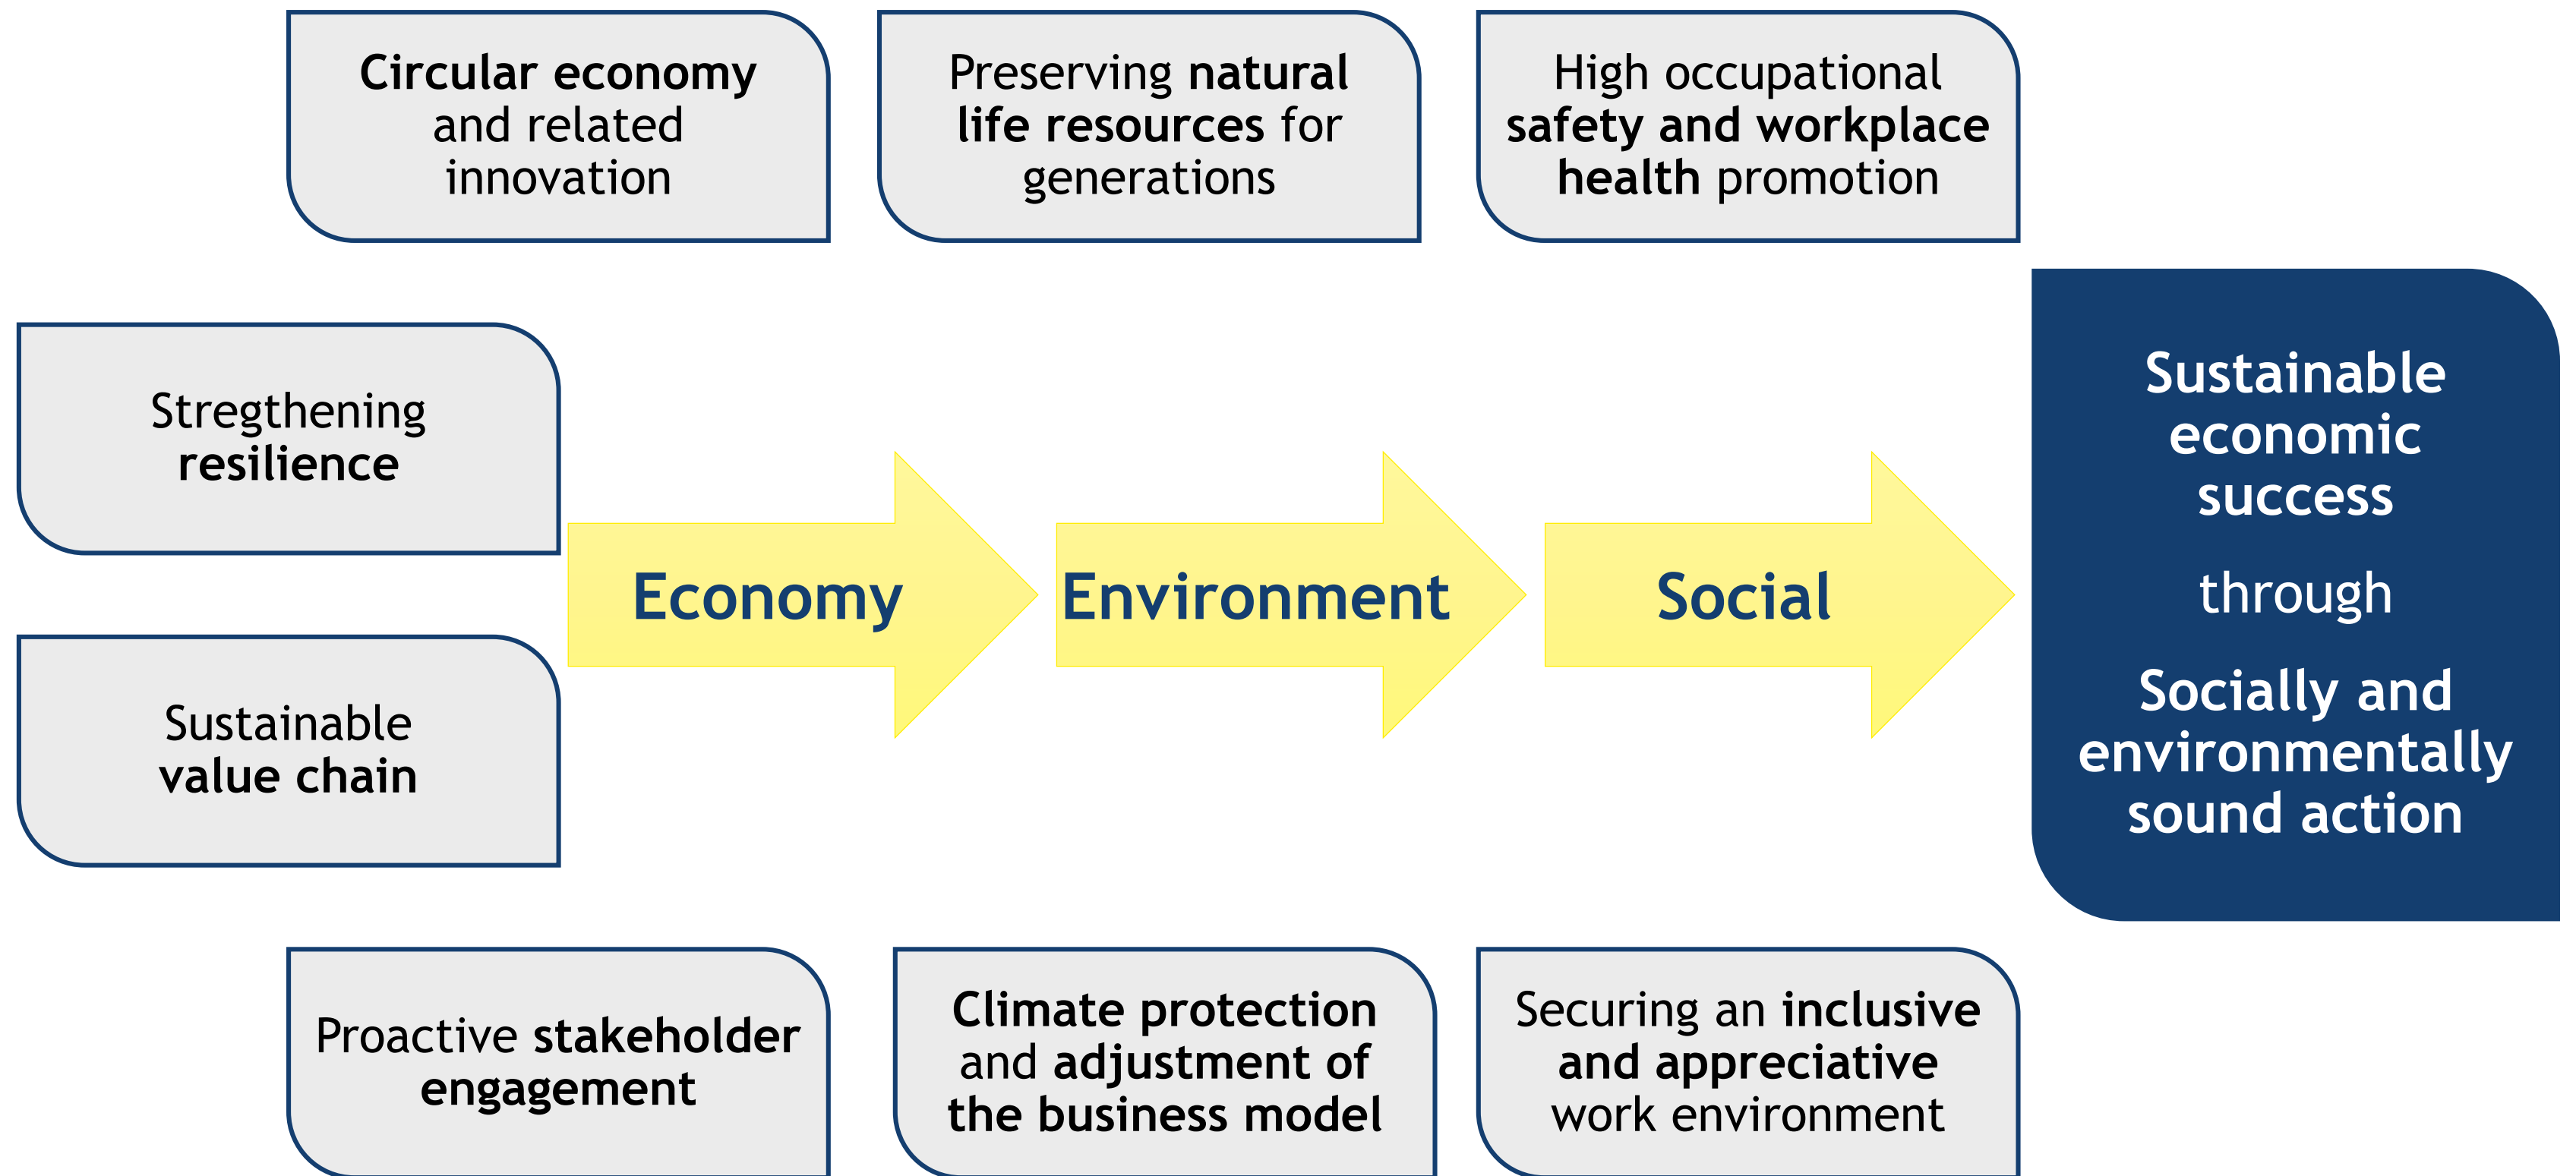 Circular economy
and related
innovation
Preserving natural
life resources for
generations
High occupational
safety and workplace
health promotion
Stregthening
resilience
Sustainable
value chain
Economy
Environment
Social
Sustainable
economic
success
through
Socially and
environmentally
sound action
Proactive stakeholder
engagement
Climate protection
and adjustment of
the business model
Securing an inclusive
and appreciative
work environment